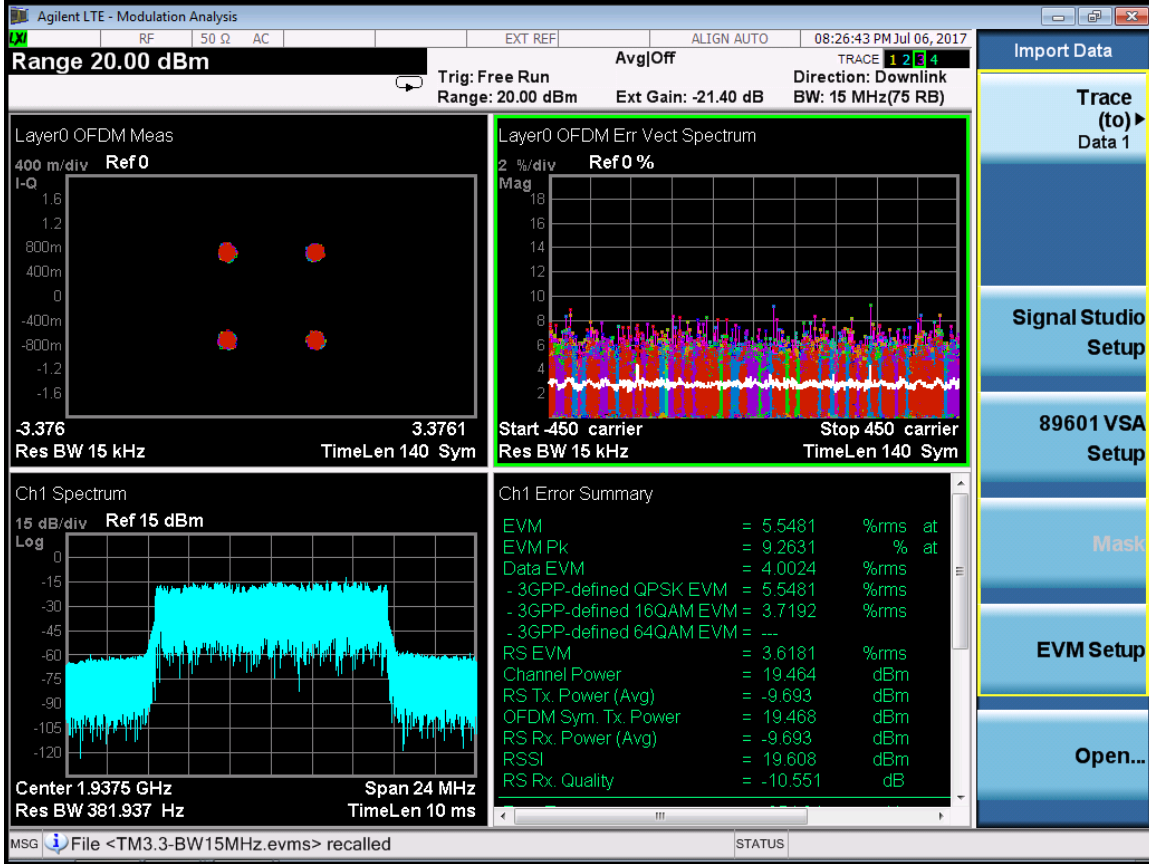 Agilent LTE - Modulation Analysis
LXI RF 50 Ω AC EXT REF ALIGN AUTO 08:26:43 PM Jul 06, 2017
Range 20.00 dBm
Avg|Off TRACE 1 2 3 4
Trig: Free Run Direction: Downlink
Range: 20.00 dBm Ext Gain: -21.40 dB BW: 15 MHz(75 RB)
Layer0 OFDM Meas
400 m/div Ref 0
I-Q
1.6
1.2
800m
400m
0
-400m
-800m
-1.2
-1.6
-3.376 3.3761
Res BW 15 kHz TimeLen 140 Sym
Layer0 OFDM Err Vect Spectrum
2 %/div Ref 0 %
Mag
18
16
14
12
10
8
6
4
2
Start -450 carrier Stop 450 carrier
Res BW 15 kHz TimeLen 140 Sym
Ch1 Spectrum
15 dB/div Ref 15 dBm
Log
0
-15
-30
-45
-60
-75
-90
-105
-120
Center 1.9375 GHz Span 24 MHz
Res BW 381.937 Hz TimeLen 10 ms
Ch1 Error Summary
EVM = 5.5481 %rms at
EVM Pk = 9.2631 % at
Data EVM = 4.0024 %rms
- 3GPP-defined QPSK EVM = 5.5481 %rms
- 3GPP-defined 16QAM EVM = 3.7192 %rms
- 3GPP-defined 64QAM EVM = ---
RS EVM = 3.6181 %rms
Channel Power = 19.464 dBm
RS Tx. Power (Avg) = -9.693 dBm
OFDM Sym. Tx. Power = 19.468 dBm
RS Rx. Power (Avg) = -9.693 dBm
RSSI = 19.608 dBm
RS Rx. Quality = -10.551 dB
Import Data
Trace
(to)
Data 1
Signal Studio
Setup
89601 VSA
Setup
Mask
EVM Setup
Open...
MSG File <TM3.3-BW15MHz.evms> recalled STATUS